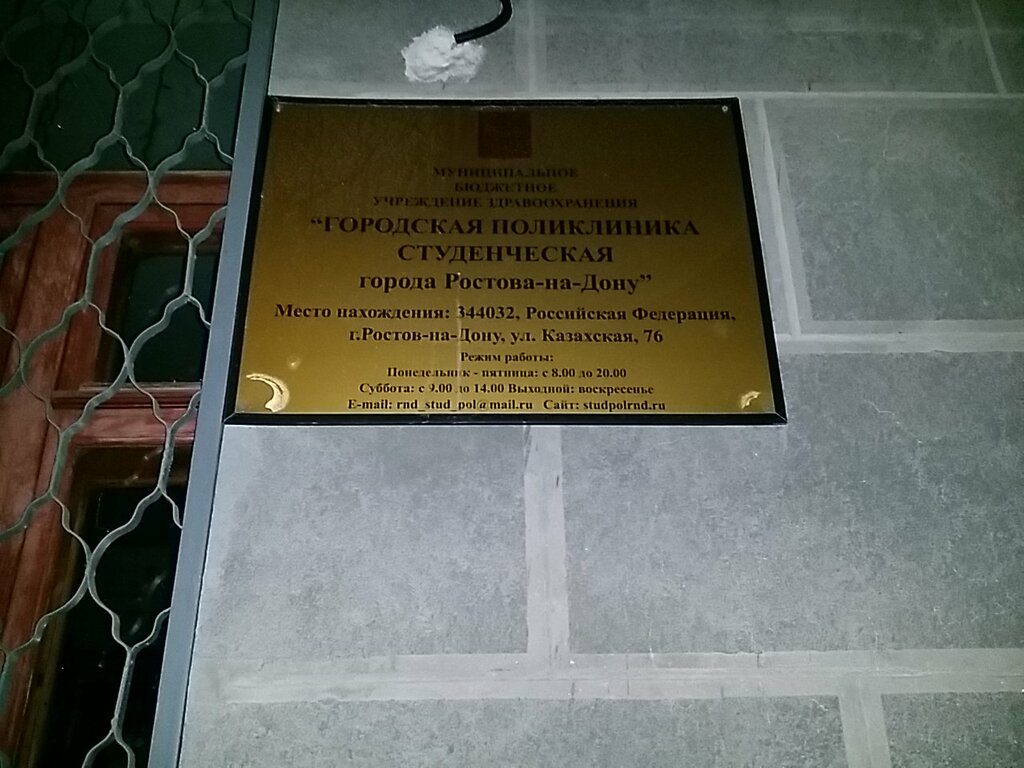 МУНИЦИПАЛЬНОЕ
БЮДЖЕТНОЕ
УЧРЕЖДЕНИЕ ЗДРАВООХРАНЕНИЯ
“ГОРОДСКАЯ ПОЛИКЛИНИКА
СТУДЕНЧЕСКАЯ
города Ростова-на-Дону”
Место нахождения: 344032, Российская Федерация,
г.Ростов-на-Дону, ул. Казахская, 76
Режим работы:
Понедельник - пятница: с 8.00 до 20.00
Суббота: с 9.00 до 14.00 Выходной: воскресенье
E-mail: rnd_stud_pol@mail.ru Сайт: studpolrnd.ru